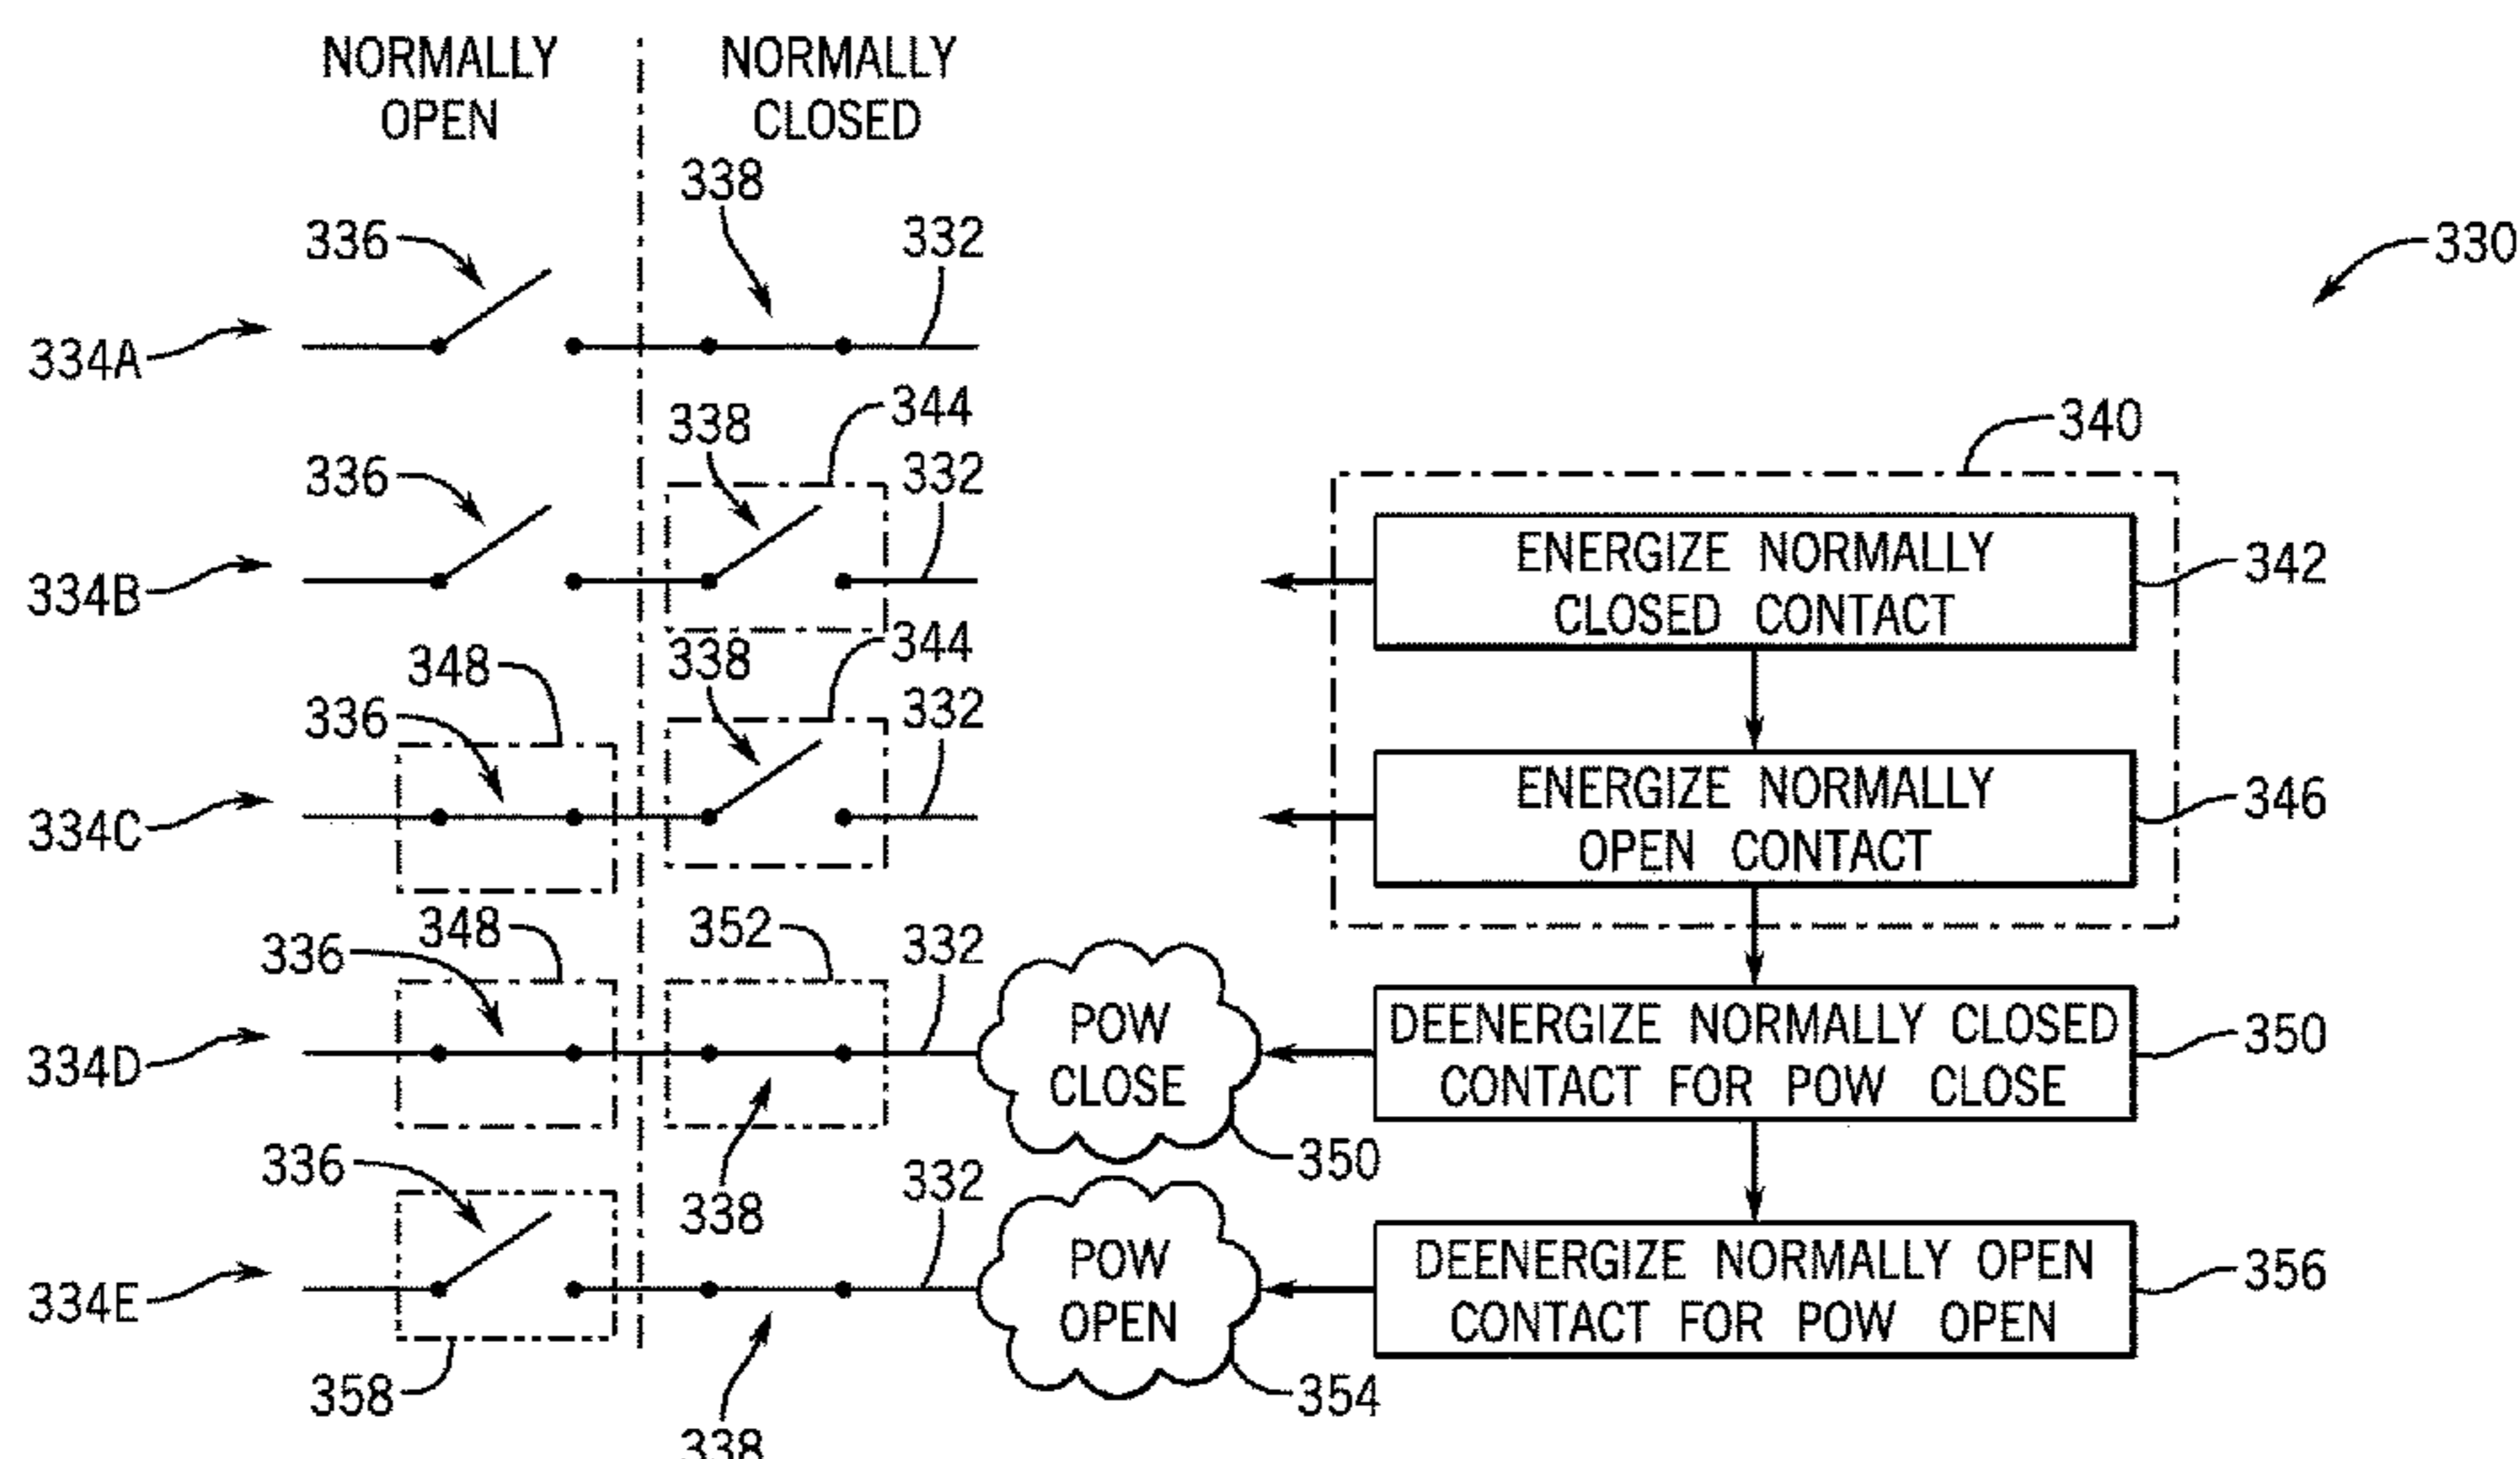 NORMALLY
OPEN
NORMALLY
CLOSED
338
336
332
330
334A
344
338
336
332
340
ENERGIZE NORMALLY
CLOSED CONTACT
342
334B
344
338
348
336
332
ENERGIZE NORMALLY
OPEN CONTACT
346
334C
348
352
336
332
POW
CLOSE
DEENERGIZE NORMALLY CLOSED
CONTACT FOR POW CLOSE
350
334D
350
336
338
332
POW
OPEN
DEENERGIZE NORMALLY OPEN
CONTACT FOR POW OPEN
356
334E
358
354
338